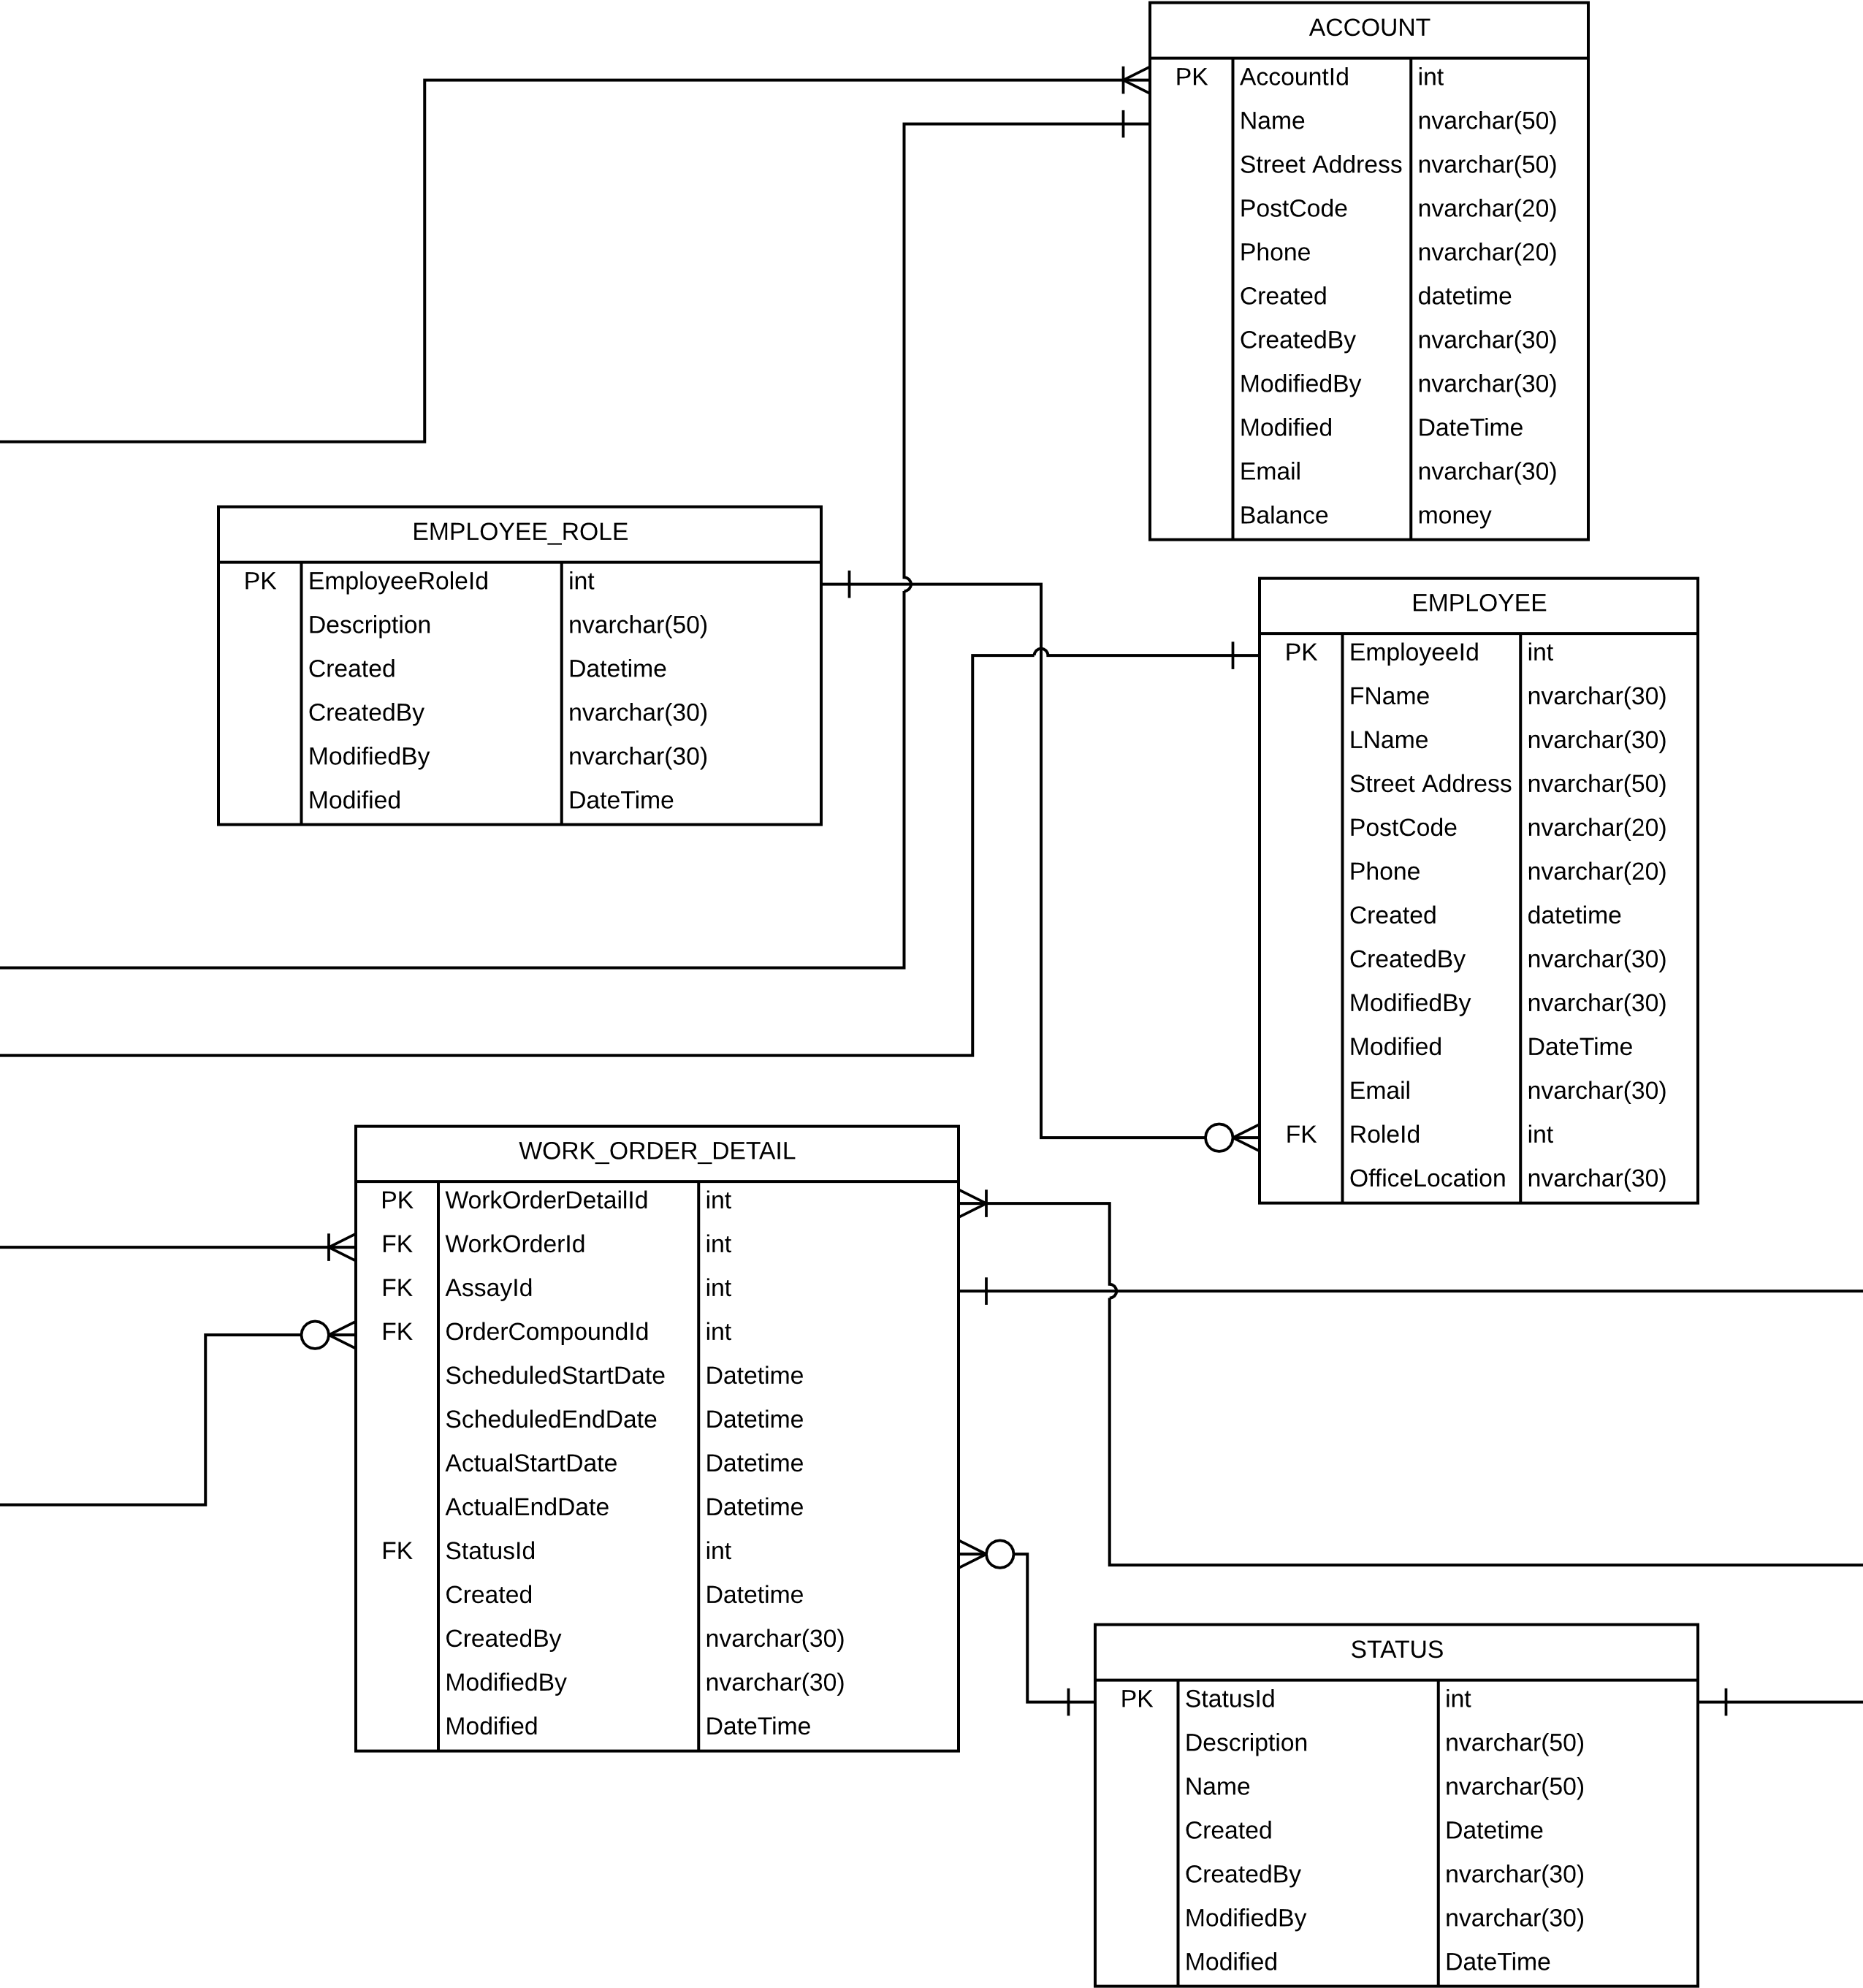 ACCOUNT
PK AccountId int
Name nvarchar(50)
Street Address nvarchar(50)
PostCode nvarchar(20)
Phone nvarchar(20)
Created datetime
CreatedBy nvarchar(30)
ModifiedBy nvarchar(30)
Modified DateTime
Email nvarchar(30)
Balance money
EMPLOYEE_ROLE
PK EmployeeRoleId int
Description nvarchar(50)
Created Datetime
CreatedBy nvarchar(30)
ModifiedBy nvarchar(30)
Modified DateTime
EMPLOYEE
PK EmployeeId int
FName nvarchar(30)
LName nvarchar(30)
Street Address nvarchar(50)
PostCode nvarchar(20)
Phone nvarchar(20)
Created datetime
CreatedBy nvarchar(30)
ModifiedBy nvarchar(30)
Modified DateTime
Email nvarchar(30)
FK RoleId int
OfficeLocation nvarchar(30)
WORK_ORDER_DETAIL
PK WorkOrderDetailId int
FK WorkOrderId int
FK AssayId int
FK OrderCompoundId int
ScheduledStartDate Datetime
ScheduledEndDate Datetime
ActualStartDate Datetime
ActualEndDate Datetime
FK StatusId int
Created Datetime
CreatedBy nvarchar(30)
ModifiedBy nvarchar(30)
Modified DateTime
STATUS
PK StatusId int
Description nvarchar(50)
Name nvarchar(50)
Created Datetime
CreatedBy nvarchar(30)
ModifiedBy nvarchar(30)
Modified DateTime